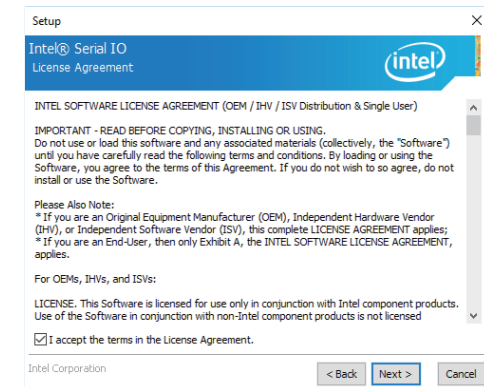 Setup
Intel® Serial IO
License Agreement
intel®
INTEL SOFTWARE LICENSE AGREEMENT (OEM / IHV / ISV Distribution & Single User)
IMPORTANT - READ BEFORE COPYING, INSTALLING OR USING.
Do not use or load this software and any associated materials (collectively, the "Software")
until you have carefully read the following terms and conditions. By loading or using the
Software, you agree to the terms of this Agreement. If you do not wish to so agree, do not
install or use the Software.
Please Also Note:
* If you are an Original Equipment Manufacturer (OEM), Independent Hardware Vendor
(IHV), or Independent Software Vendor (ISV), this complete LICENSE AGREEMENT applies;
* If you are an End-User, then only Exhibit A, the INTEL SOFTWARE LICENSE AGREEMENT,
applies.
For OEMs, IHVs, and ISVs:
LICENSE. This Software is licensed for use only in conjunction with Intel component products.
Use of the Software in conjunction with non-Intel component products is not licensed
I accept the terms in the License Agreement.
Intel Corporation
< Back
Next >
Cancel